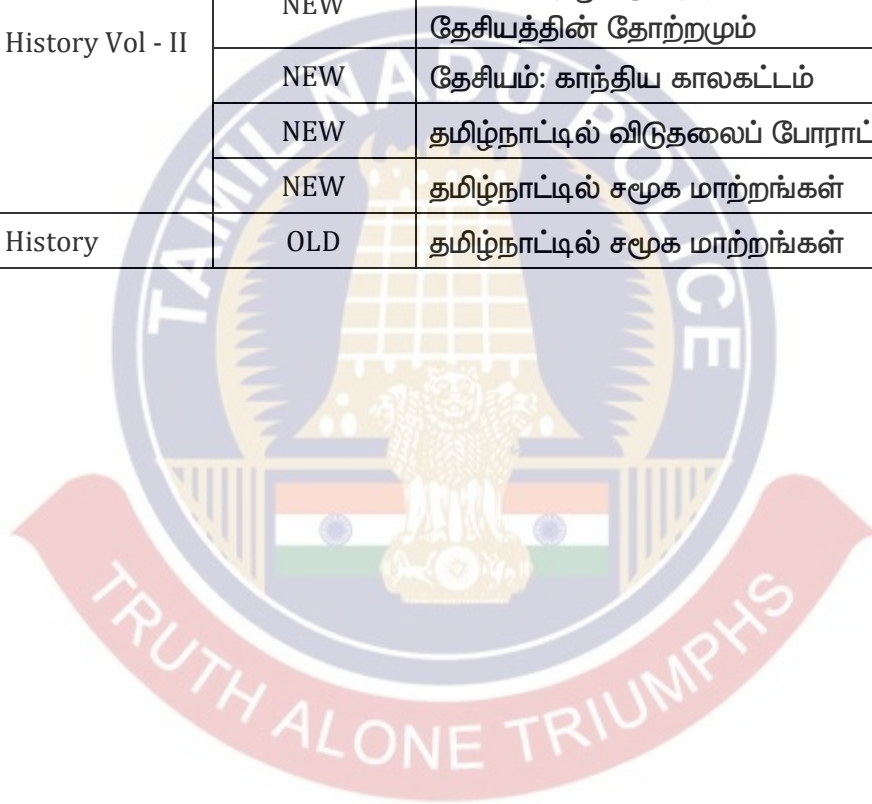 NEW
தேசியத்தின் தோற்றமும்
History Vol - II
NEW தேசியம்: காந்திய காலகட்டம்
NEW தமிழ்நாட்டில் விடுதலைப்
NEW தமிழ்நாட்டில் சமூக மாற்றங்கள்
History OLD தமிழ்நாட்டில் சமூக மாற்றங்கள்
TAMIL NADU POLICE
TRUTH ALONE TRIUMPHS